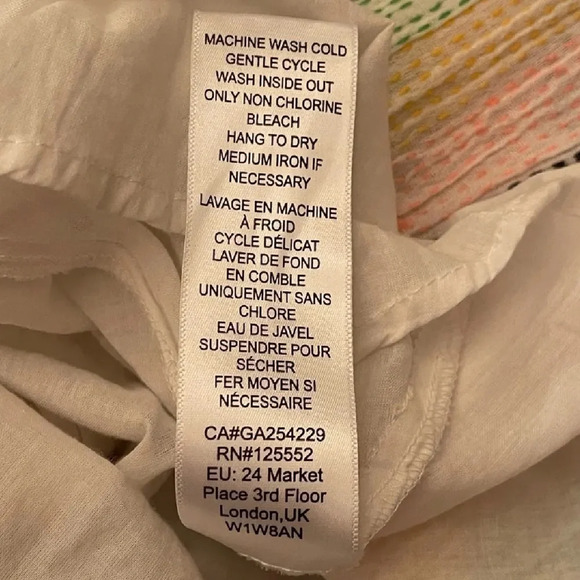 MACHINE WASH COLD
GENTLE CYCLE
WASH INSIDE OUT
ONLY NON CHLORINE
BLEACH
HANG TO DRY
MEDIUM IRON IF
NECESSARY
LAVAGE EN MACHINE
À FROID
CYCLE DÉLICAT
LAVER DE FOND
EN COMBLE
UNIQUEMENT SANS
CHLORE
EAU DE JAVEL
SUSPENDRE POUR
SÉCHER
FER MOYEN SI
NÉCESSAIRE
CA#GA254229
RN#125552
EU: 24 Market
Place 3rd Floor
London,UK
W1W8AN